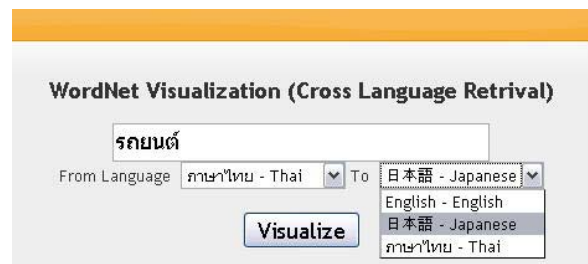 WordNet Visualization (Cross Language Retrival)
รถยนต์
From Language ภาษาไทย - Thai To 日本語 - Japanese
English - English
日本語 - Japanese
ภาษาไทย - Thai
Visualize